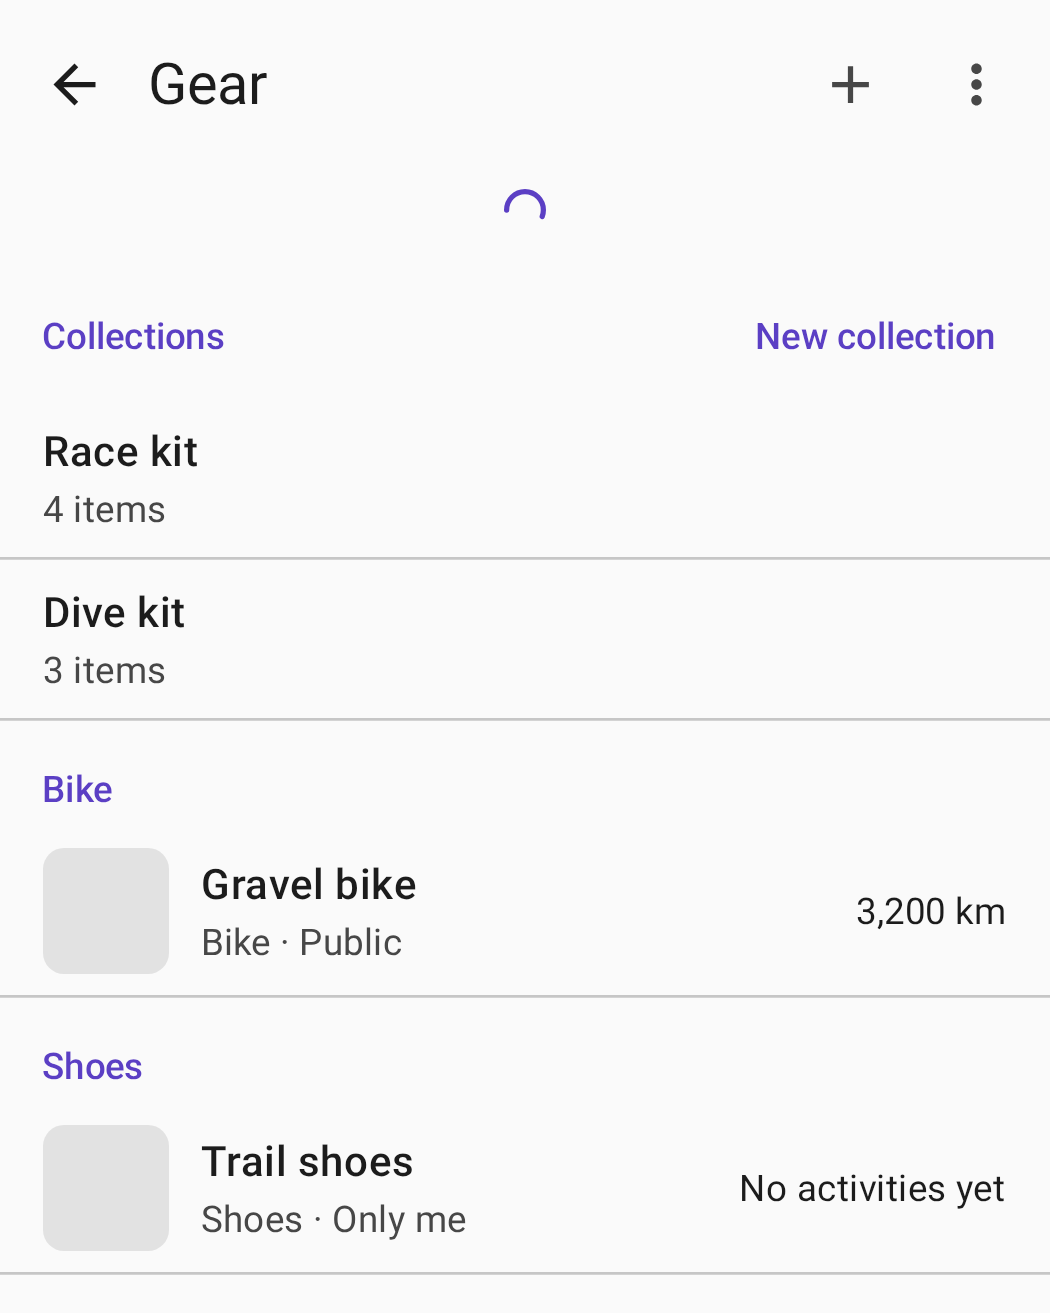 Gear
Collections
New collection
Race kit
4 items
Dive kit
3 items
Bike
Gravel bike
Bike · Public
3,200 km
Shoes
Trail shoes
Shoes · Only me
No activities yet